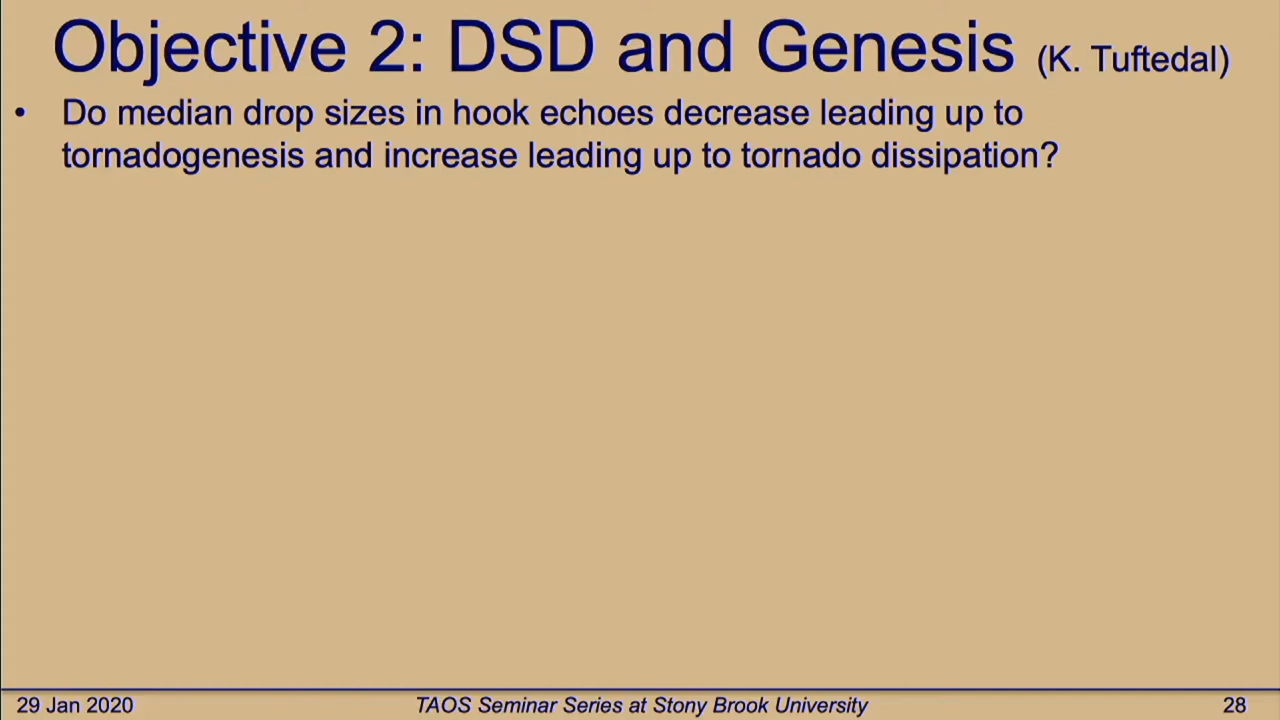 Objective 2: DSD and Genesis (K. Tuftedal)
• Do median drop sizes in hook echoes decrease leading up to
tornadogenesis and increase leading up to tornado dissipation?
29 Jan 2020 TAOS Seminar Series at Stony Brook University 28